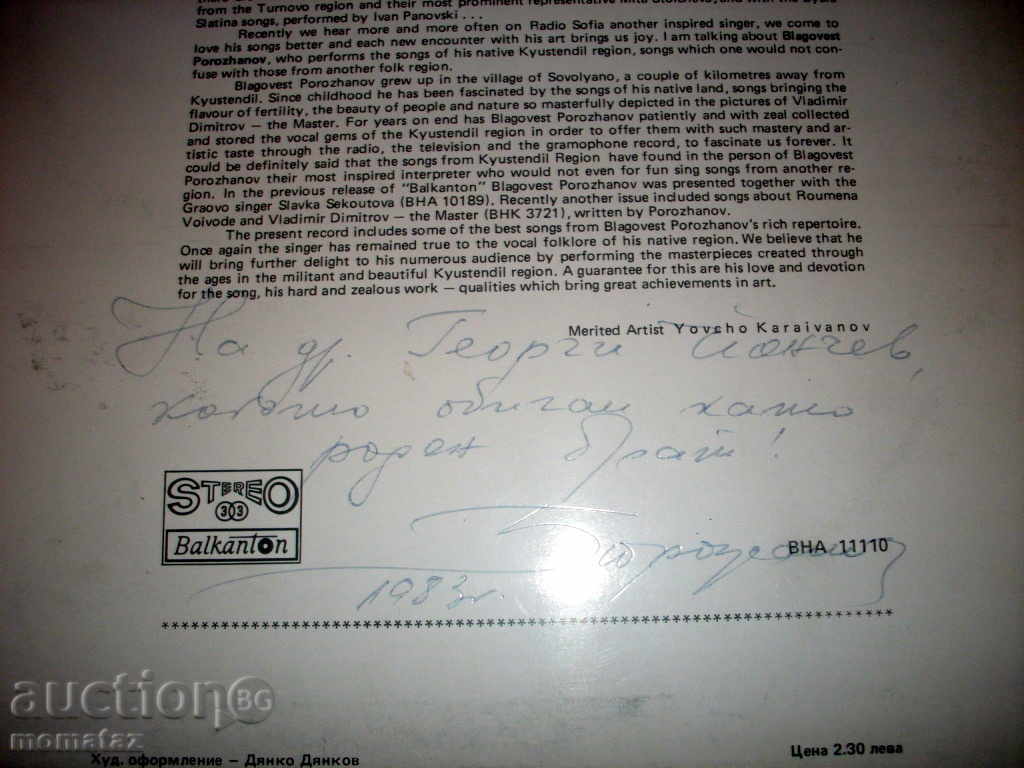 from the Turnovo region and their most prominent representative Mita Stoicheva, and with the
Slatina songs, performed by Ivan Panovski . . .
Recently we hear more and more often on Radio Sofia another inspired singer, we come to
love his songs better and each new encounter with his art brings us joy. I am talking about Blagovest
Porozhanov, who performs the songs of his native Kyustendil region, songs which one would not con-
fuse with those from another folk region.
Blagovest Porozhanov grew up in the village of Sovolyano, a couple of kilometres away from
Kyustendil. Since childhood he has been fascinated by the songs of his native land, songs bringing the
flavour of fertility, the beauty of people and nature so masterfully depicted in the pictures of Vladimir
Dimitrov — the Master. For years on end has Blagovest Porozhanov patiently and with zeal collected
and stored the vocal gems of the Kyustendil region in order to offer them with such mastery and ar-
tistic taste through the radio, the television and the gramophone record, to fascinate us forever. It
could be definitely said that the songs from Kyustendil Region have found in the person of Blagovest
Porozhanov their most inspired interpreter who would not even for fun sing songs from another re-
gion. In the previous release of "Balkanton" Blagovest Porozhanov was presented together with the
Graovo singer Slavka Sekoutova (BHA 10189). Recently another issue included songs about Roumena
Voivode and Vladimir Dimitrov — the Master (BHK 3721), written by Porozhanov.
The present record includes some of the best songs from Blagovest Porozhanov's rich repertoire.
Once again the singer has remained true to the vocal folklore of his native region. We believe that he
will bring further delight to his numerous audience by performing the masterpieces created through
the ages in the militant and beautiful Kyustendil region. A guarantee for this are his love and devotion
for the song, his hard and zealous work — qualities which bring great achievements in art.
Merited Artist Yovcho Karaivanov
На др. Георги Йончев,
когото обичам като
роден брат!
STEREO
33
Balkanton
BHA 11110
1983 г.
*************************************************************
auction BG
momataz
Худ. оформление — Дянко Дянков
Цена 2.30 лева